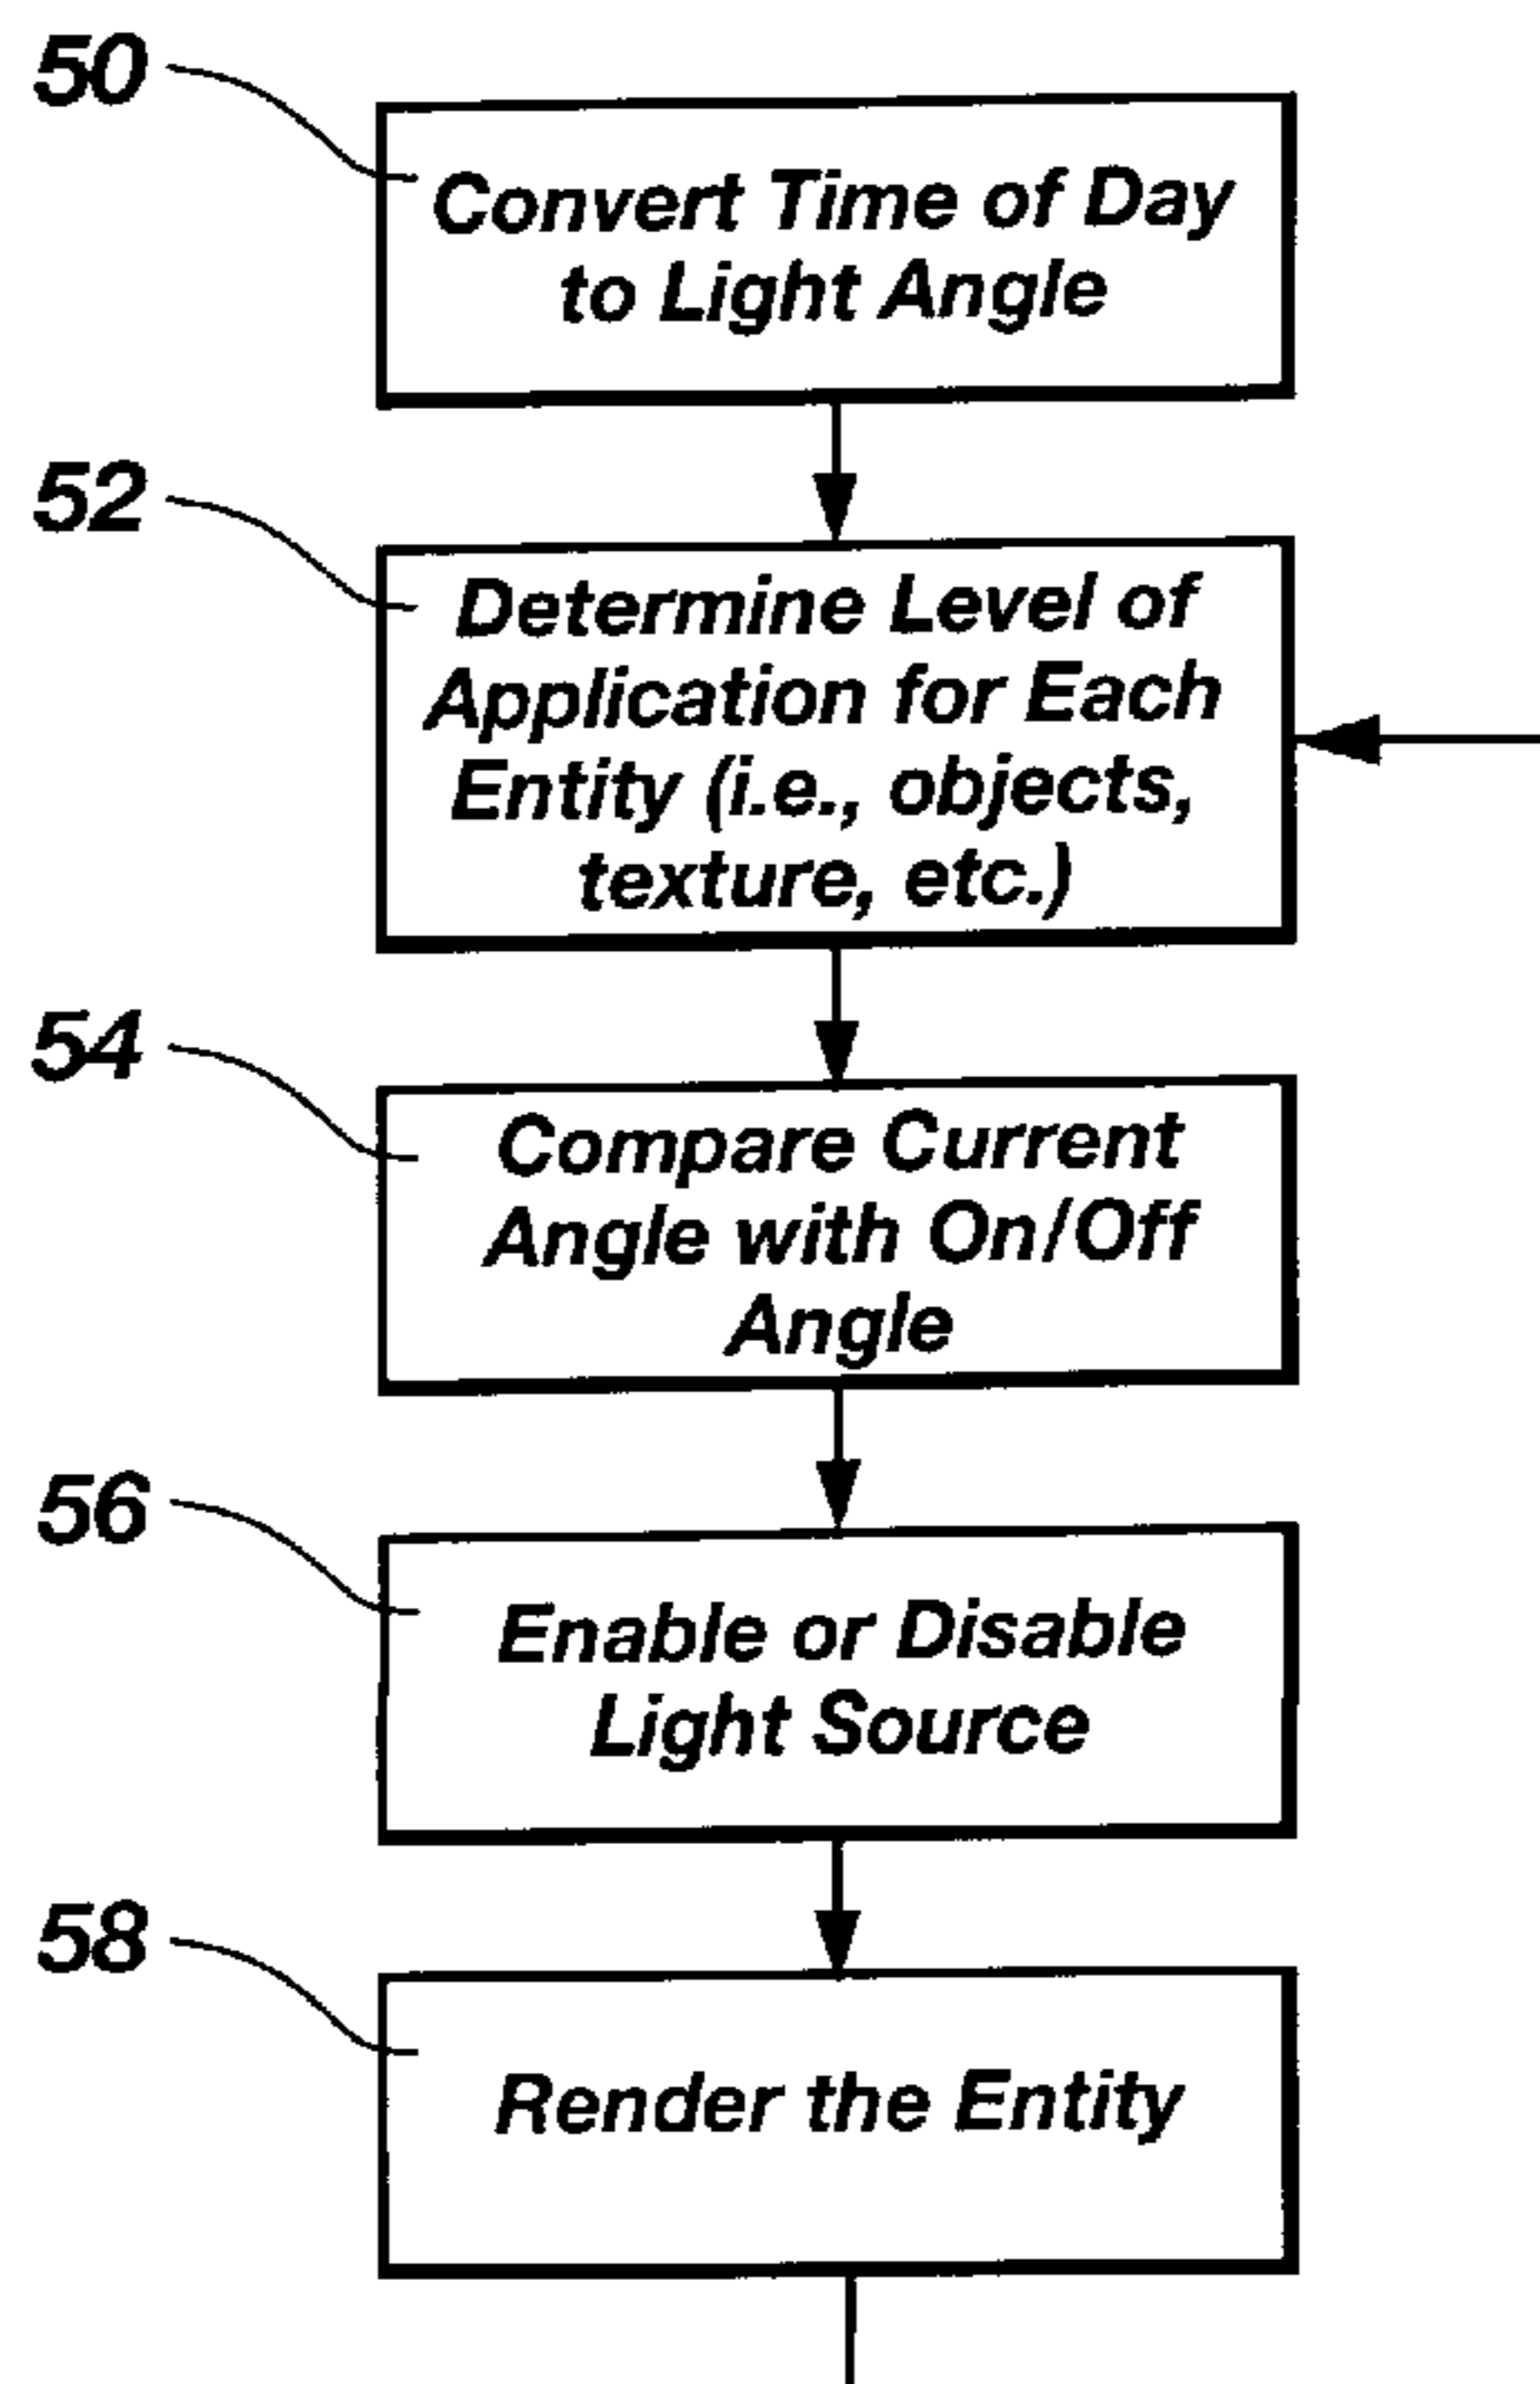 50
Convert Time of Day
to Light Angle
52
Determine Level of
Application for Each
Entity (i.e., objects,
texture, etc.)
54
Compare Current
Angle with On/Off
Angle
56
Enable or Disable
Light Source
58
Render the Entity